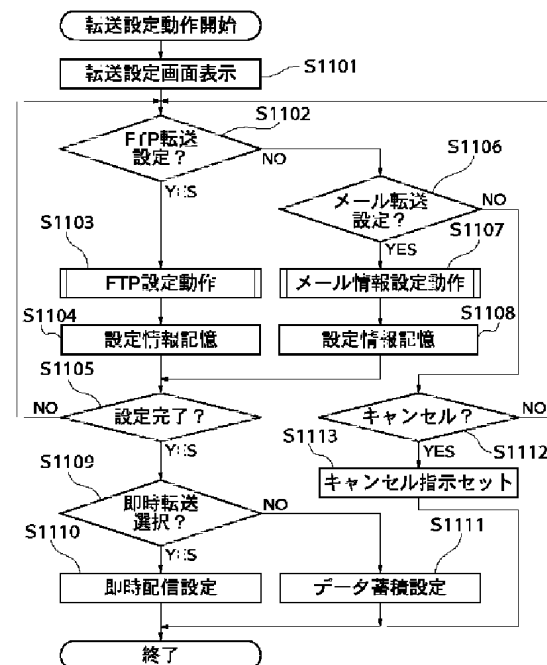 転送設定動作開始
転送設定画面表示
S1101
S1102
FTP転送
設定？
NO
YES
S1106
メール転送
設定？
NO
YES
S1103
FTP設定動作
S1107
メール情報設定動作
S1104
設定情報記憶
S1108
設定情報記憶
S1105
設定完了？
NO
YES
キャンセル？
NO
YES
S1112
S1113
キャンセル指示セット
S1109
即時転送
選択？
NO
YES
S1110
即時配信設定
S1111
データ蓄積設定
終了